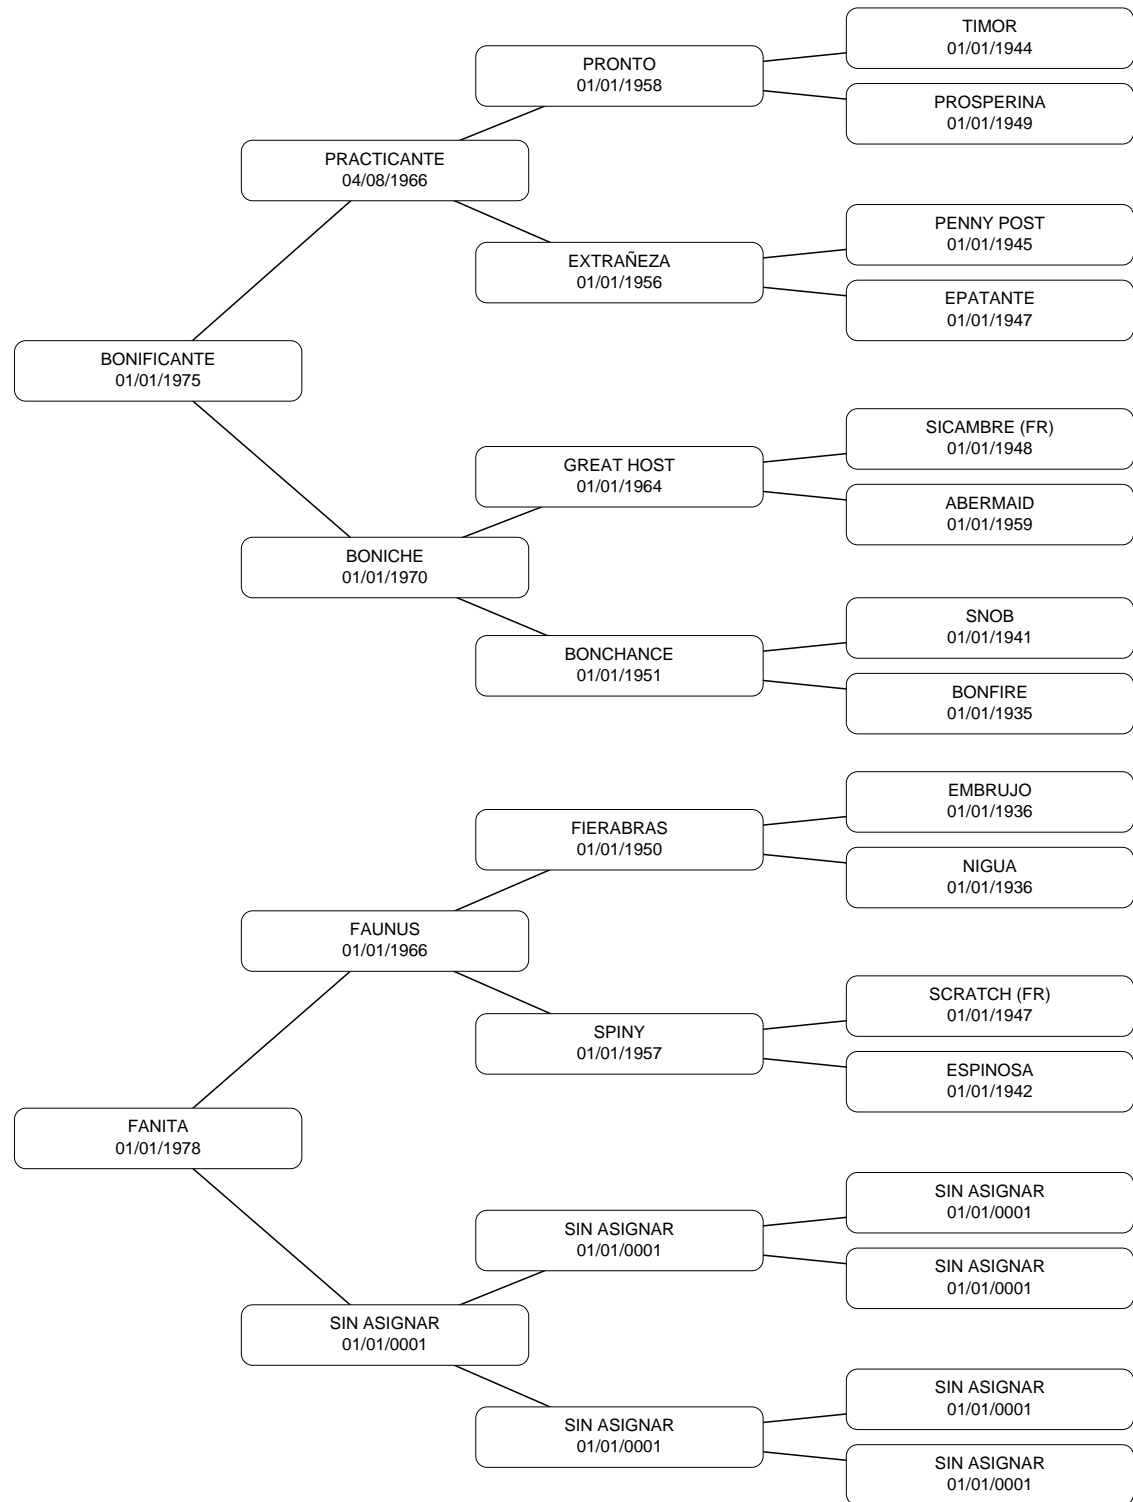 TIMOR
01/01/1944
PRONTO
01/01/1958
PROSPERINA
01/01/1949
PRACTICANTE
04/08/1966
PENNY POST
01/01/1945
EXTRAÑEZA
01/01/1956
EPATANTE
01/01/1947
BONIFICANTE
01/01/1975
SICAMBRE (FR)
01/01/1948
GREAT HOST
01/01/1964
ABERMAID
01/01/1959
BONICHE
01/01/1970
SNOB
01/01/1941
BONCHANCE
01/01/1951
BONFIRE
01/01/1935
EMBRUJO
01/01/1936
FIERABRAS
01/01/1950
NIGUA
01/01/1936
FAUNUS
01/01/1966
SCRATCH (FR)
01/01/1947
SPINY
01/01/1957
ESPINOSA
01/01/1942
FANITA
01/01/1978
SIN ASIGNAR
01/01/0001
SIN ASIGNAR
01/01/0001
SIN ASIGNAR
01/01/0001
SIN ASIGNAR
01/01/0001
SIN ASIGNAR
01/01/0001
SIN ASIGNAR
01/01/0001
SIN ASIGNAR
01/01/0001